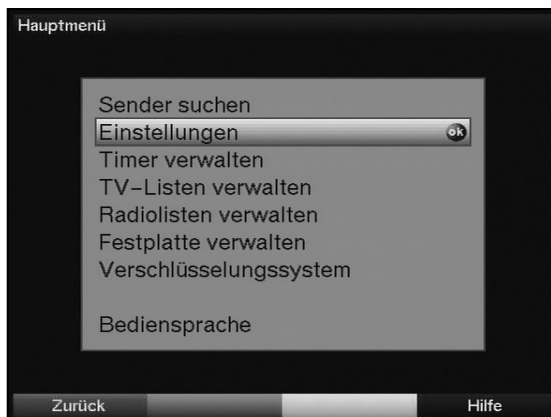 Hauptmenü
Sender suchen
Einstellungen ok
Timer verwalten
TV-Listen verwalten
Radiolisten verwalten
Festplatte verwalten
Verschlüsselungssystem
Bediensprache
Zurück Hilfe